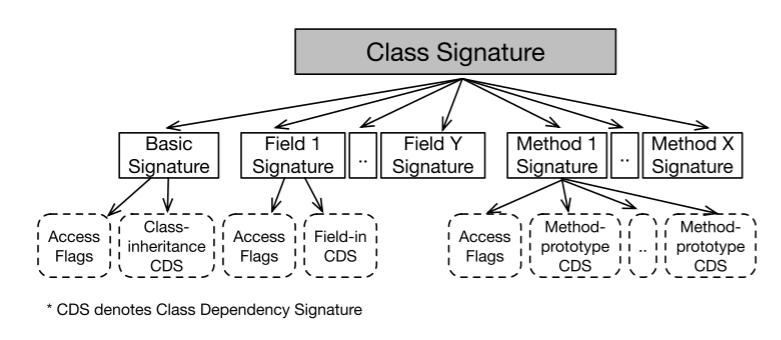 Class Signature
Basic
Signature
Field 1
Signature
..
Field Y
Signature
Method 1
Signature
..
Method X
Signature
Access
Flags
Class-
inheritance
CDS
Access
Flags
Field-in
CDS
Access
Flags
Method-
prototype
CDS
..
Method-
prototype
CDS
* CDS denotes Class Dependency Signature